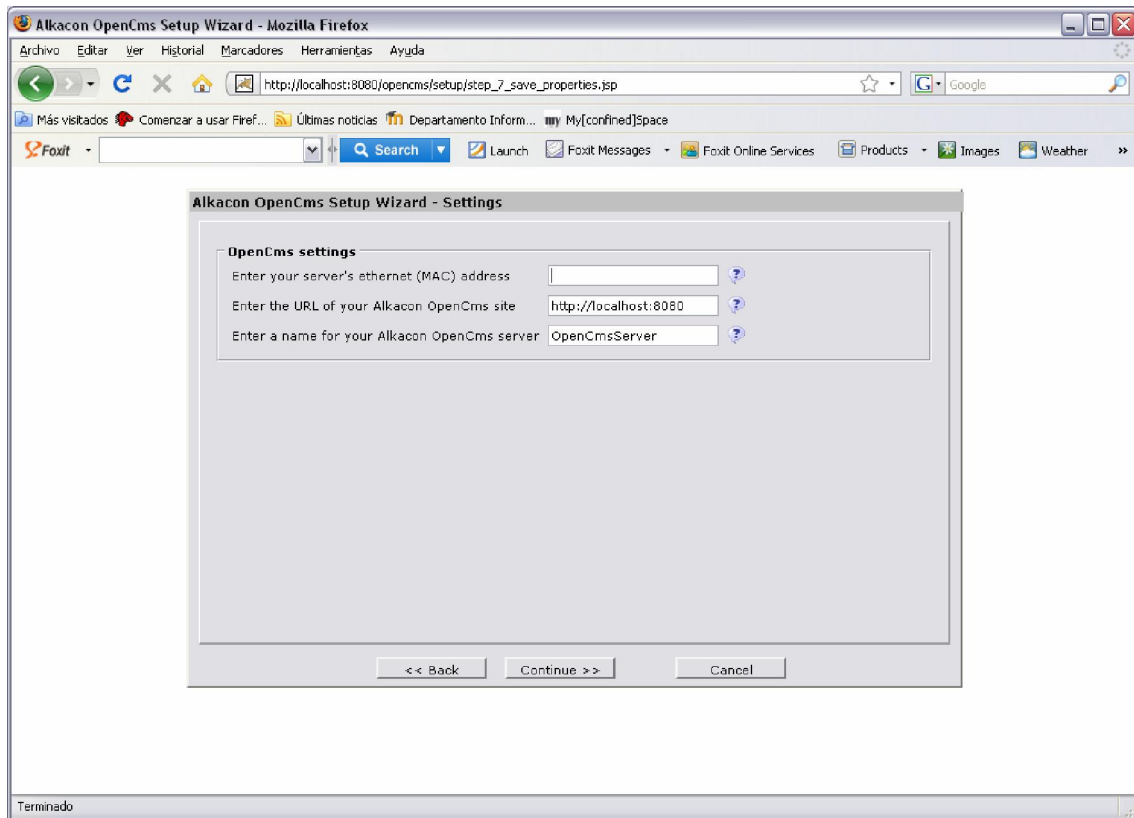 Alkacon OpenCms Setup Wizard - Mozilla Firefox
Archivo Editar Ver Historial Marcadores Herramientas Ayuda
http://localhost:8080/opencms/setup/step_7_save_properties.jsp
G Google
Más visitados Comenzar a usar Firef... Últimas noticias Departamento Inform... my My[confined]Space
Foxit Search Launch Foxit Messages Foxit Online Services Products Images Weather »
Alkacon OpenCms Setup Wizard - Settings
OpenCms settings
Enter your server's ethernet (MAC) address ?
Enter the URL of your Alkacon OpenCms site http://localhost:8080 ?
Enter a name for your Alkacon OpenCms server OpenCmsServer ?
<< Back Continue >> Cancel
Terminado